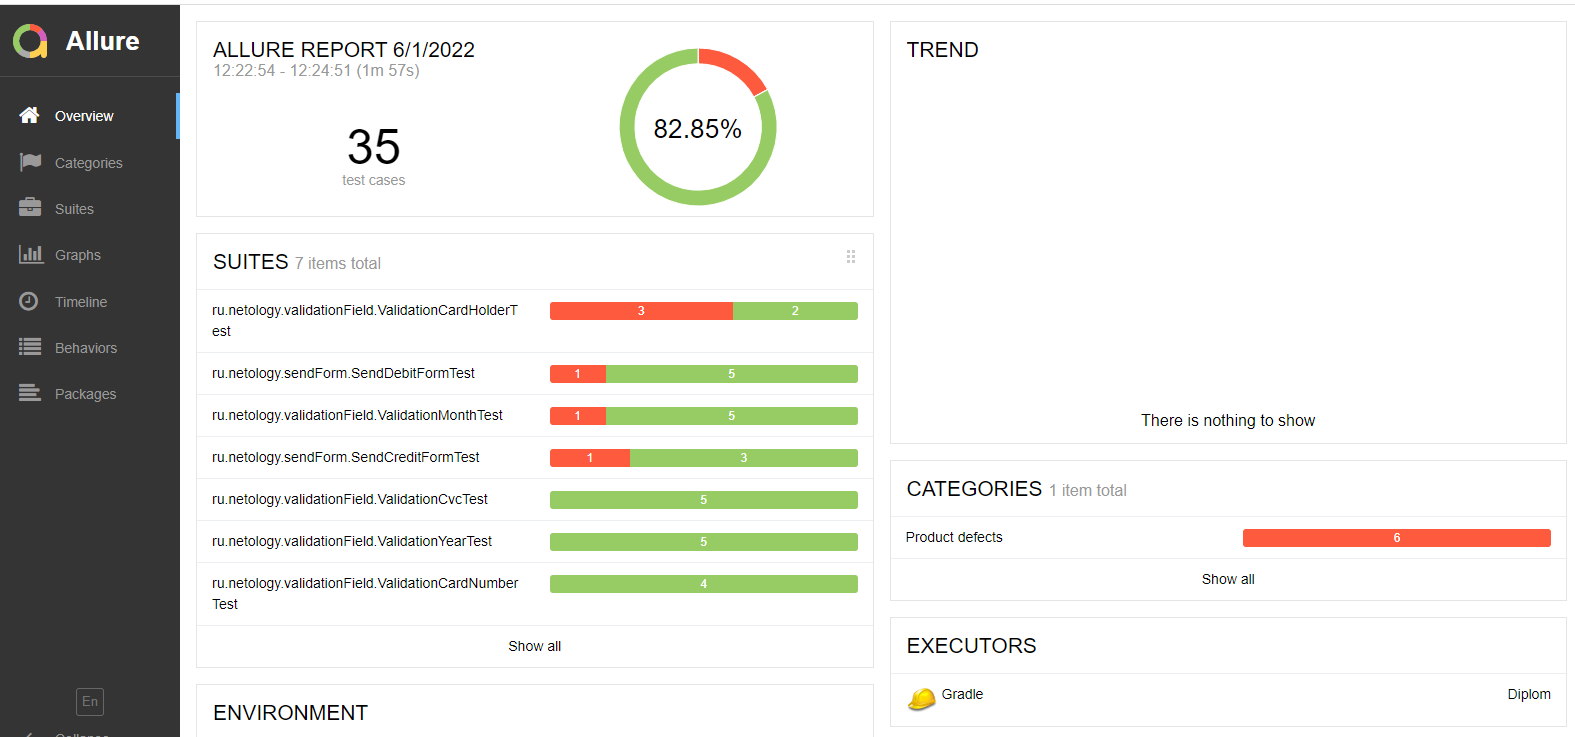 Allure
Overview
Categories
Suites
Graphs
Timeline
Behaviors
Packages
En
ALLURE REPORT 6/1/2022
12:22:54 - 12:24:51 (1m 57s)
35
test cases
82.85%
SUITES 7 items total
ru.netology.validationField.ValidationCardHolderT
est
3 2
ru.netology.sendForm.SendDebitFormTest 1 5
ru.netology.validationField.ValidationMonthTest 1 5
ru.netology.sendForm.SendCreditFormTest 1 3
ru.netology.validationField.ValidationCvcTest 5
ru.netology.validationField.ValidationYearTest 5
ru.netology.validationField.ValidationCardNumber
Test
4
Show all
ENVIRONMENT
TREND
There is nothing to show
CATEGORIES 1 item total
Product defects 6
Show all
EXECUTORS
Gradle Diplom